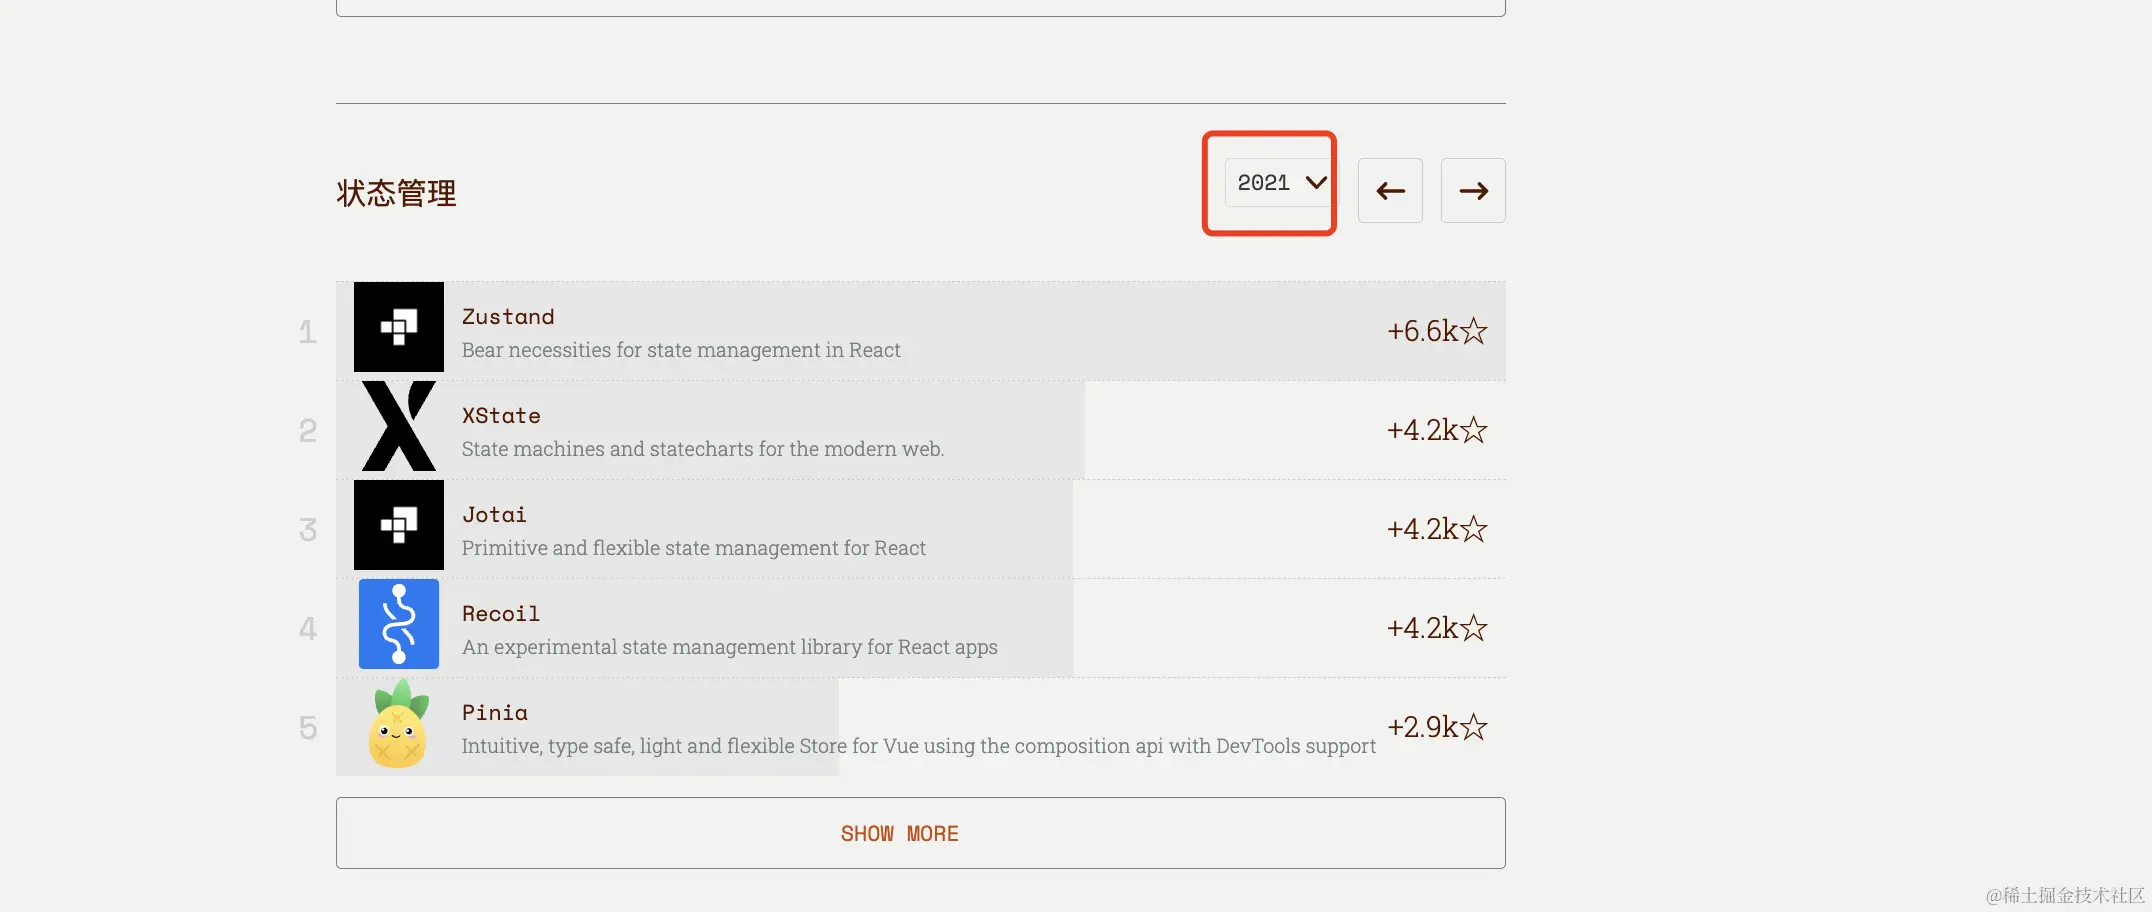 状态管理
2021
1
Zustand
Bear necessities for state management in React
+6.6k☆
2
XState
State machines and statecharts for the modern web.
+4.2k☆
3
Jotai
Primitive and flexible state management for React
+4.2k☆
4
Recoil
An experimental state management library for React apps
+4.2k☆
5
Pinia
Intuitive, type safe, light and flexible Store for Vue using the composition api with DevTools support
+2.9k☆
SHOW MORE
@稀土掘金技术社区